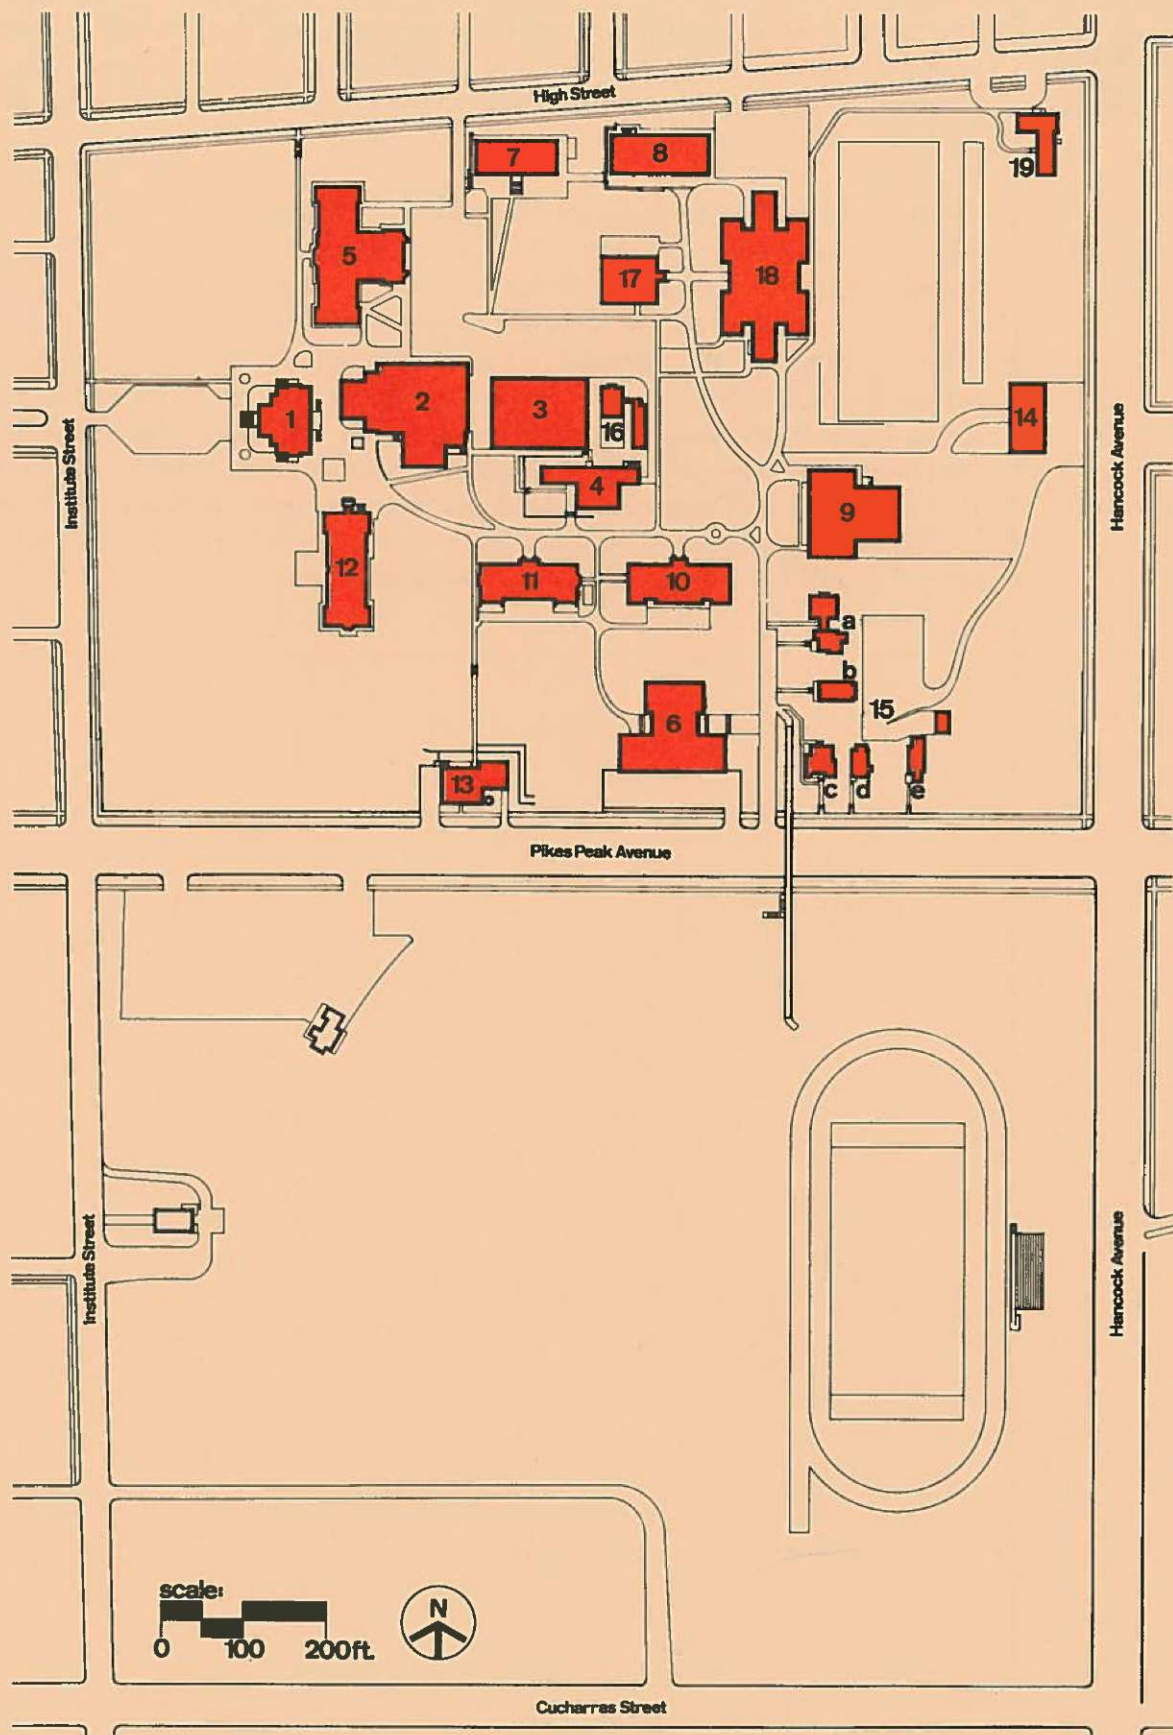 High Street
7
8
19
5
17
18
1
2
3
16
14
Institute Street
Hancock Avenue
4
9
12
11
10
a
b
15
6
13
c
d
e
Pikes Peak Avenue
Institute Street
Hancock Avenue
scale:
0 100 200ft.
N
Cucharras Street